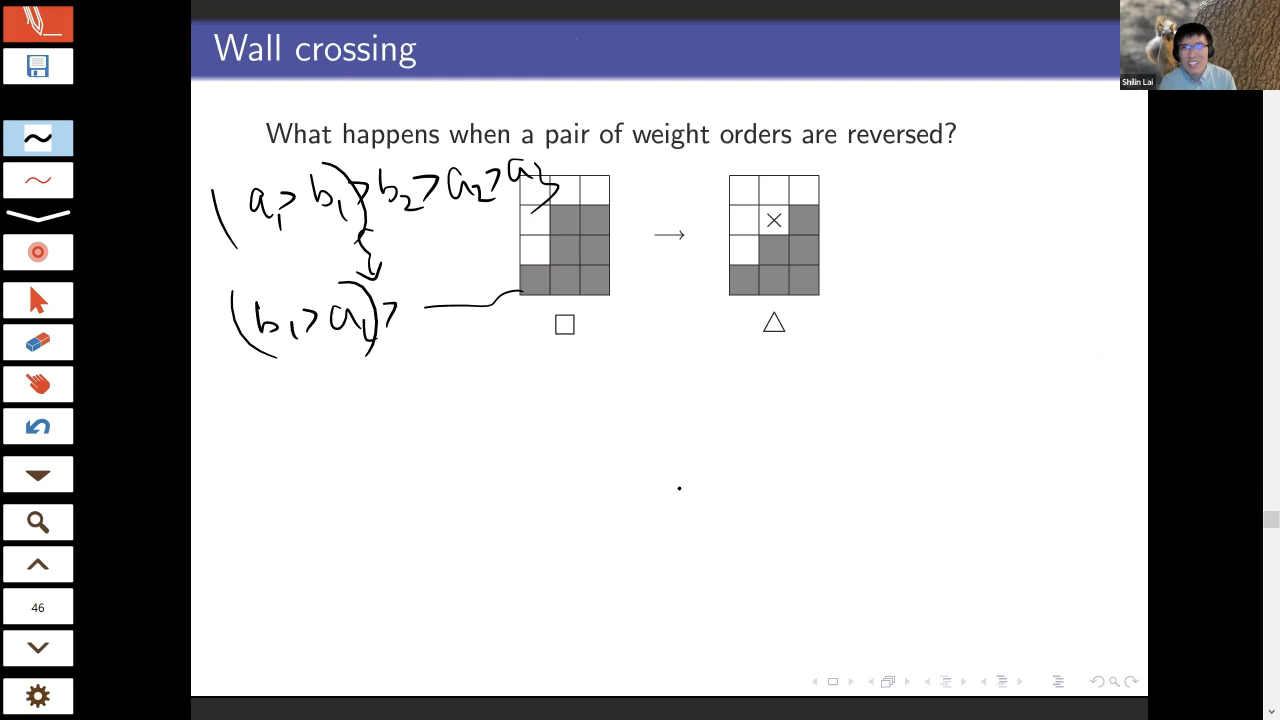 Wall crossing
Shilin Lai
What happens when a pair of weight orders are reversed?
(a₁ > b₁) > b₂ > a₂ > a
(b₁ > a₁) >
→
×
□ △
46